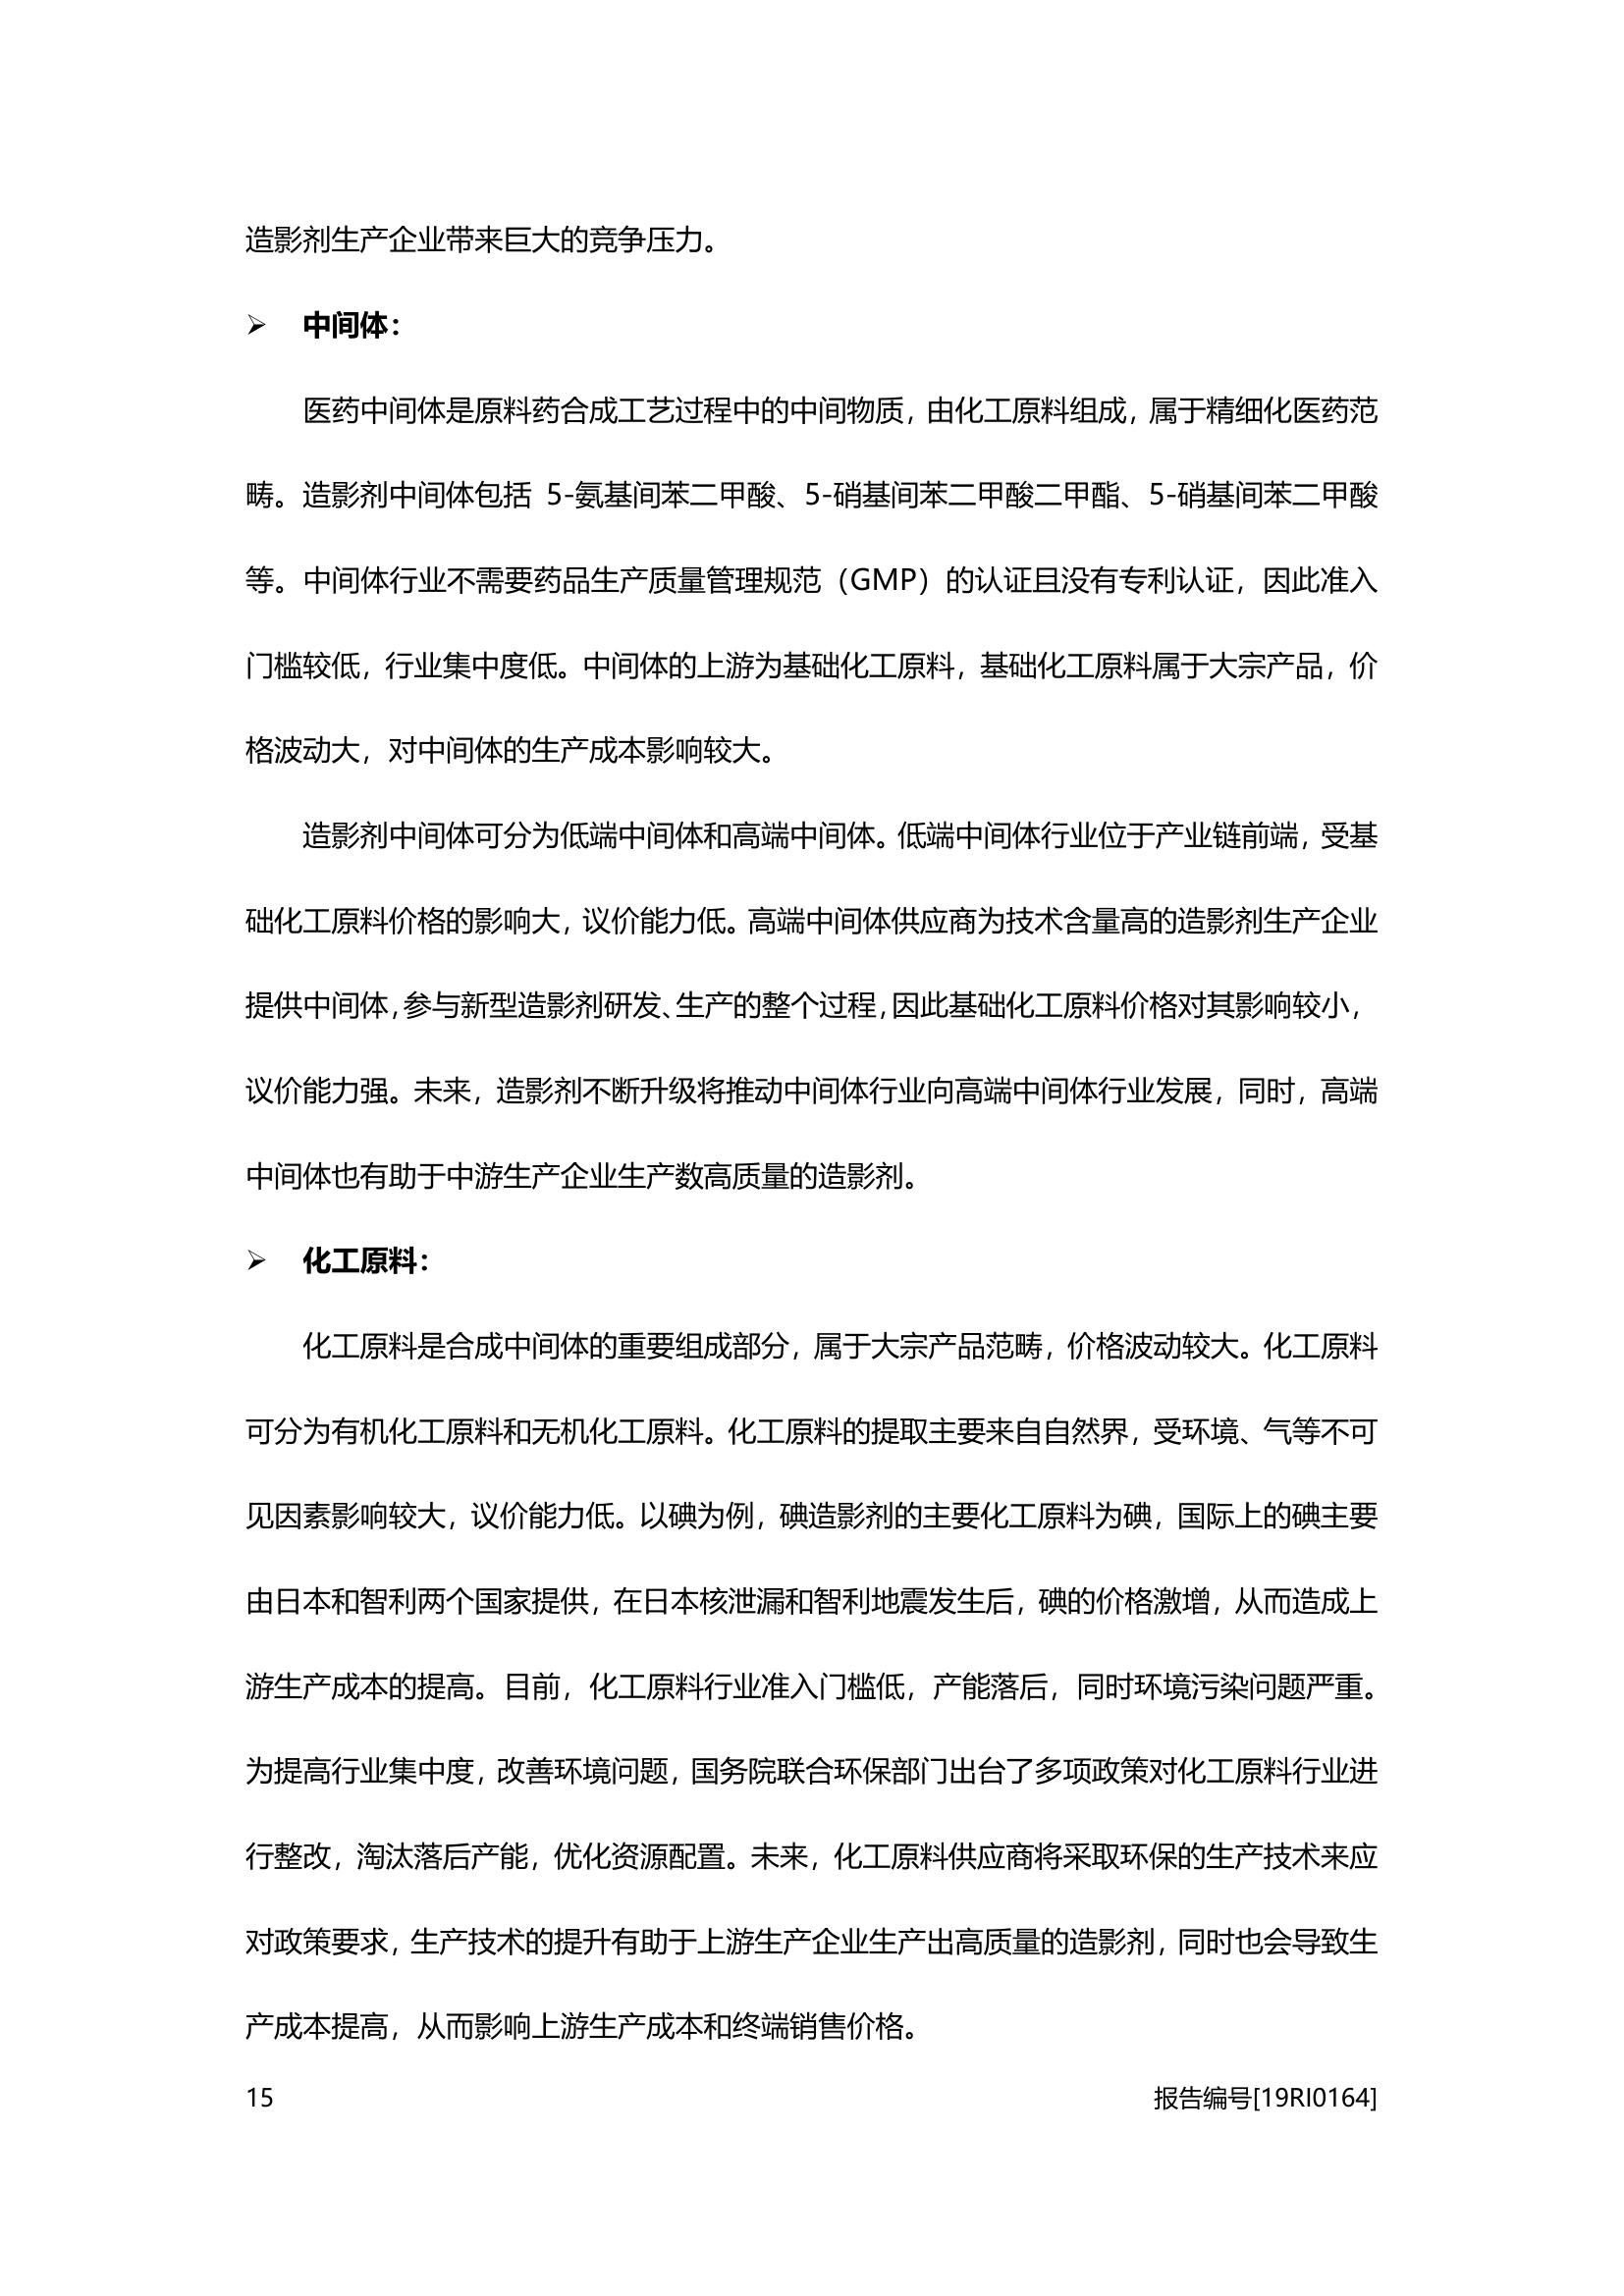 造影剂生产企业带来巨大的竞争压力。
➢ 中间体：
医药中间体是原料药合成工艺过程中的中间物质，由化工原料组成，属于精细化医药范
畴。造影剂中间体包括 5-氨基间苯二甲酸、5-硝基间苯二甲酸二甲酯、5-硝基间苯二甲酸
等。中间体行业不需要药品生产质量管理规范（GMP）的认证且没有专利认证，因此准入
门槛较低，行业集中度低。中间体的上游为基础化工原料，基础化工原料属于大宗产品，价
格波动大，对中间体的生产成本影响较大。
造影剂中间体可分为低端中间体和高端中间体。低端中间体行业位于产业链前端，受基
础化工原料价格的影响大，议价能力低。高端中间体供应商为技术含量高的造影剂生产企业
提供中间体，参与新型造影剂研发、生产的整个过程，因此基础化工原料价格对其影响较小，
议价能力强。未来，造影剂不断升级将推动中间体行业向高端中间体行业发展，同时，高端
中间体也有助于中游生产企业生产数高质量的造影剂。
➢ 化工原料：
化工原料是合成中间体的重要组成部分，属于大宗产品范畴，价格波动较大。化工原料
可分为有机化工原料和无机化工原料。化工原料的提取主要来自自然界，受环境、气等不可
见因素影响较大，议价能力低。以碘为例，碘造影剂的主要化工原料为碘，国际上的碘主要
由日本和智利两个国家提供，在日本核泄漏和智利地震发生后，碘的价格激增，从而造成上
游生产成本的提高。目前，化工原料行业准入门槛低，产能落后，同时环境污染问题严重。
为提高行业集中度，改善环境问题，国务院联合环保部门出台了多项政策对化工原料行业进
行整改，淘汰落后产能，优化资源配置。未来，化工原料供应商将采取环保的生产技术来应
对政策要求，生产技术的提升有助于上游生产企业生产出高质量的造影剂，同时也会导致生
产成本提高，从而影响上游生产成本和终端销售价格。
15 报告编号[19RI0164]